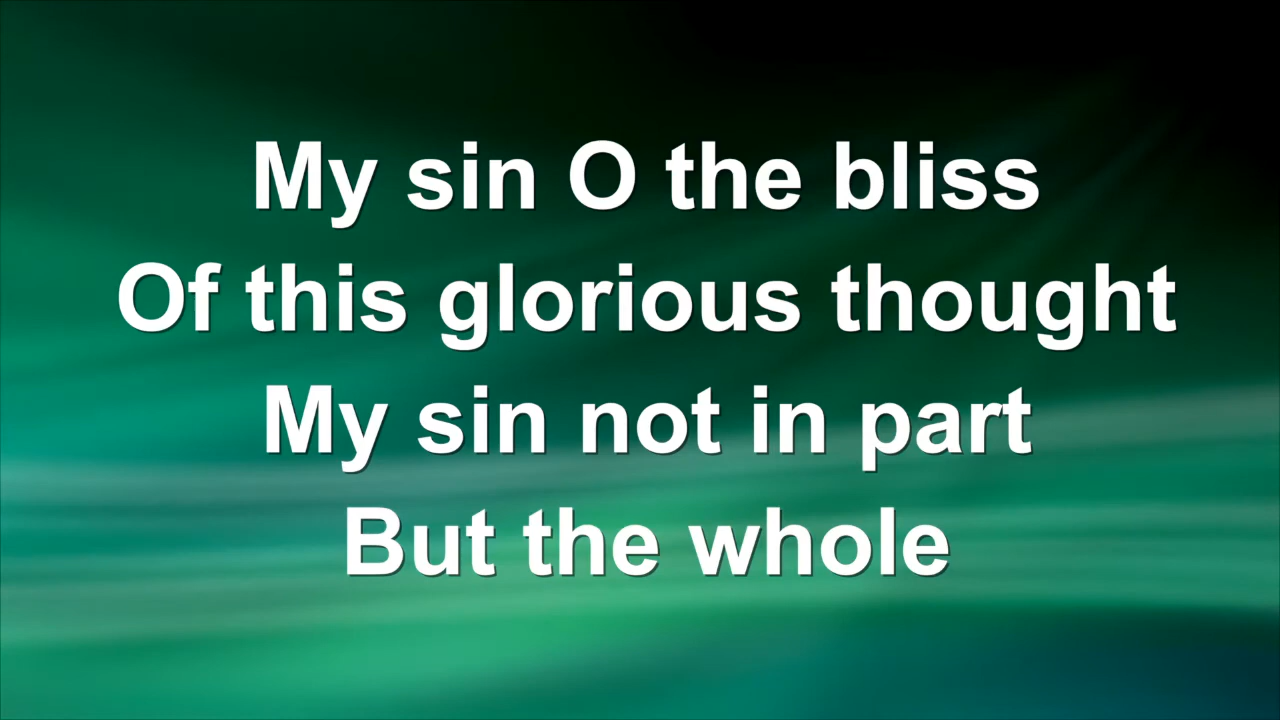 My sin O the bliss
Of this glorious thought
My sin not in part
But the whole